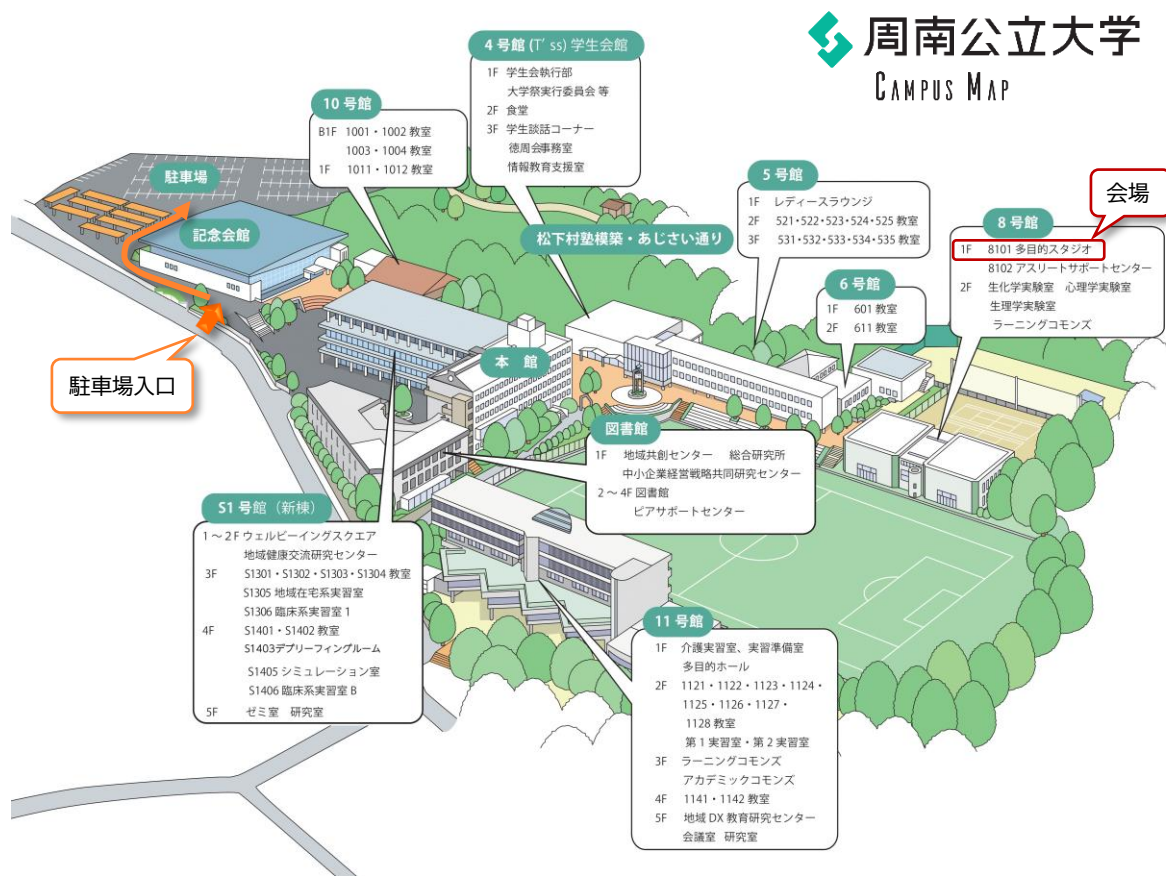 周南公立大学
CAMPUS MAP
4 号館 (T' ss) 学生会館
1F 学生会執行部
大学祭実行委員会 等
2F 食堂
3F 学生談話コーナー
徳周会事務室
情報教育支援室
10 号館
B1F 1001・1002 教室
1003・1004 教室
1F 1011・1012 教室
駐車場
記念会館
松下村塾模築・あじさい通り
5 号館
1F レディースラウンジ
2F 521・522・523・524・525 教室
3F 531・532・533・534・535 教室
会場
8 号館
1F 8101 多目的スタジオ
8102 アスリートサポートセンター
2F 生化学実験室 心理学実験室
生理学実験室
ラーニングコモンズ
6 号館
1F 601 教室
2F 611 教室
駐車場入口
本 館
図書館
1F 地域共創センター 総合研究所
中小企業経営戦略共同研究センター
2 ～ 4F 図書館
ピアサポートセンター
S1 号館（新棟）
1 ～ 2 F ウェルビーイングスクエア
地域健康交流研究センター
3F S1301・S1302・S1303・S1304 教室
S1305 地域在宅系実習室
S1306 臨床系実習室 1
4F S1401・S1402 教室
S1403デブリーフィングルーム
S1405 シミュレーション室
S1406 臨床系実習室 B
5F ゼミ室 研究室
11 号館
1F 介護実習室、実習準備室
多目的ホール
2F 1121・1122・1123・1124・
1125・1126・1127・
1128 教室
第 1 実習室・第 2 実習室
3F ラーニングコモンズ
アカデミックコモンズ
4F 1141・1142 教室
5F 地域 DX 教育研究センター
会議室 研究室